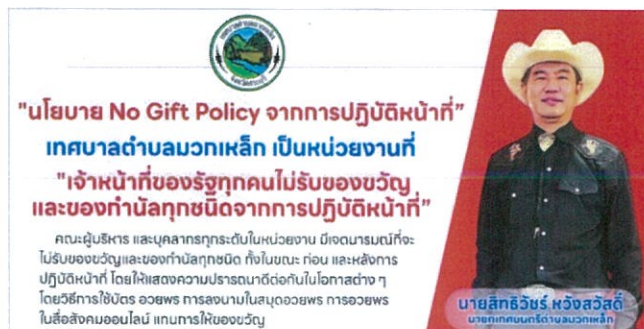 "นโยบาย No Gift Policy จากการปฏิบัติหน้าที่"
เทศบาลตำบลมวกเหล็ก เป็นหน่วยงานที่
"เจ้าหน้าที่ของรัฐทุกคนไม่รับของขวัญ
และของกำนัลทุกชนิดจากการปฏิบัติหน้าที่"
คณะผู้บริหาร และบุคลากรทุกระดับในหน่วยงาน มีเจตนารมณ์ที่จะ
ไม่รับของขวัญและของกำนัลทุกชนิด ทั้งในขณะ ก่อน และหลังการ
ปฏิบัติหน้าที่ โดยให้แสดงความปรารถนาดีต่อกันในโอกาสต่าง ๆ
โดยวิธีการใช้บัตร อวยพร การลงนามในสมุดอวยพร การอวยพร
ในสื่อสังคมออนไลน์ แทนการให้ของขวัญ
นายสิทธิวัชร์ หวังสวัสดิ์
นายกเทศมนตรีตำบลมวกเหล็ก